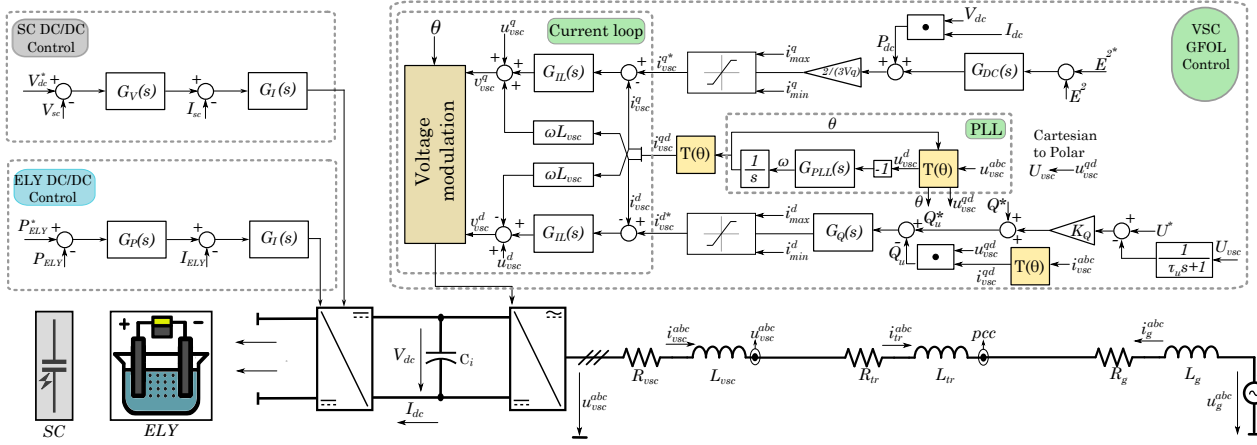 SC DC/DC
Control
V*dc
+
Vsc
-
GV(s)
+
Isc
-
GI(s)
ELY DC/DC
Control
P*ELY
+
PELY
-
GP(s)
+
IELY
-
GI(s)
θ
Voltage
modulation
Current loop
u^q_vsc
v^q_vsc
+
+
+
GIL(s)
+
-
i^q*_vsc
i^q_vsc
ωLvsc
ωLvsc
i^d_vsc
v^d_vsc
-
+
+
u^d_vsc
GIL(s)
-
+
i^d*_vsc
i^q_max
i^q_min
2/(3Vq)
Pdc
+
+
Vdc
Idc
GDC(s)
+
-
E^2*
E^2
VSC
GFOL
Control
i^qd_vsc
T(θ)
θ
PLL
1
s
ω
GPLL(s)
-1
u^d_vsc
T(θ)
u^abc_vsc
θ
u^qd_vsc
Cartesian
to Polar
Uvsc
u^qd_vsc
i^d_max
i^d_min
GQ(s)
+
-
Q*_u
Qu
Q*
+
+
KQ
+
-
U*
1
τus+1
Uvsc
u^qd_vsc
i^qd_vsc
T(θ)
i^abc_vsc
SC
+
-
ELY
Vdc
Ci
Idc
u^abc_vsc
Rvsc
i^abc_vsc
Lvsc
u^abc_vsc
Rtr
i^abc_tr
Ltr
pcc
Rg
i^abc_g
Lg
u^abc_g